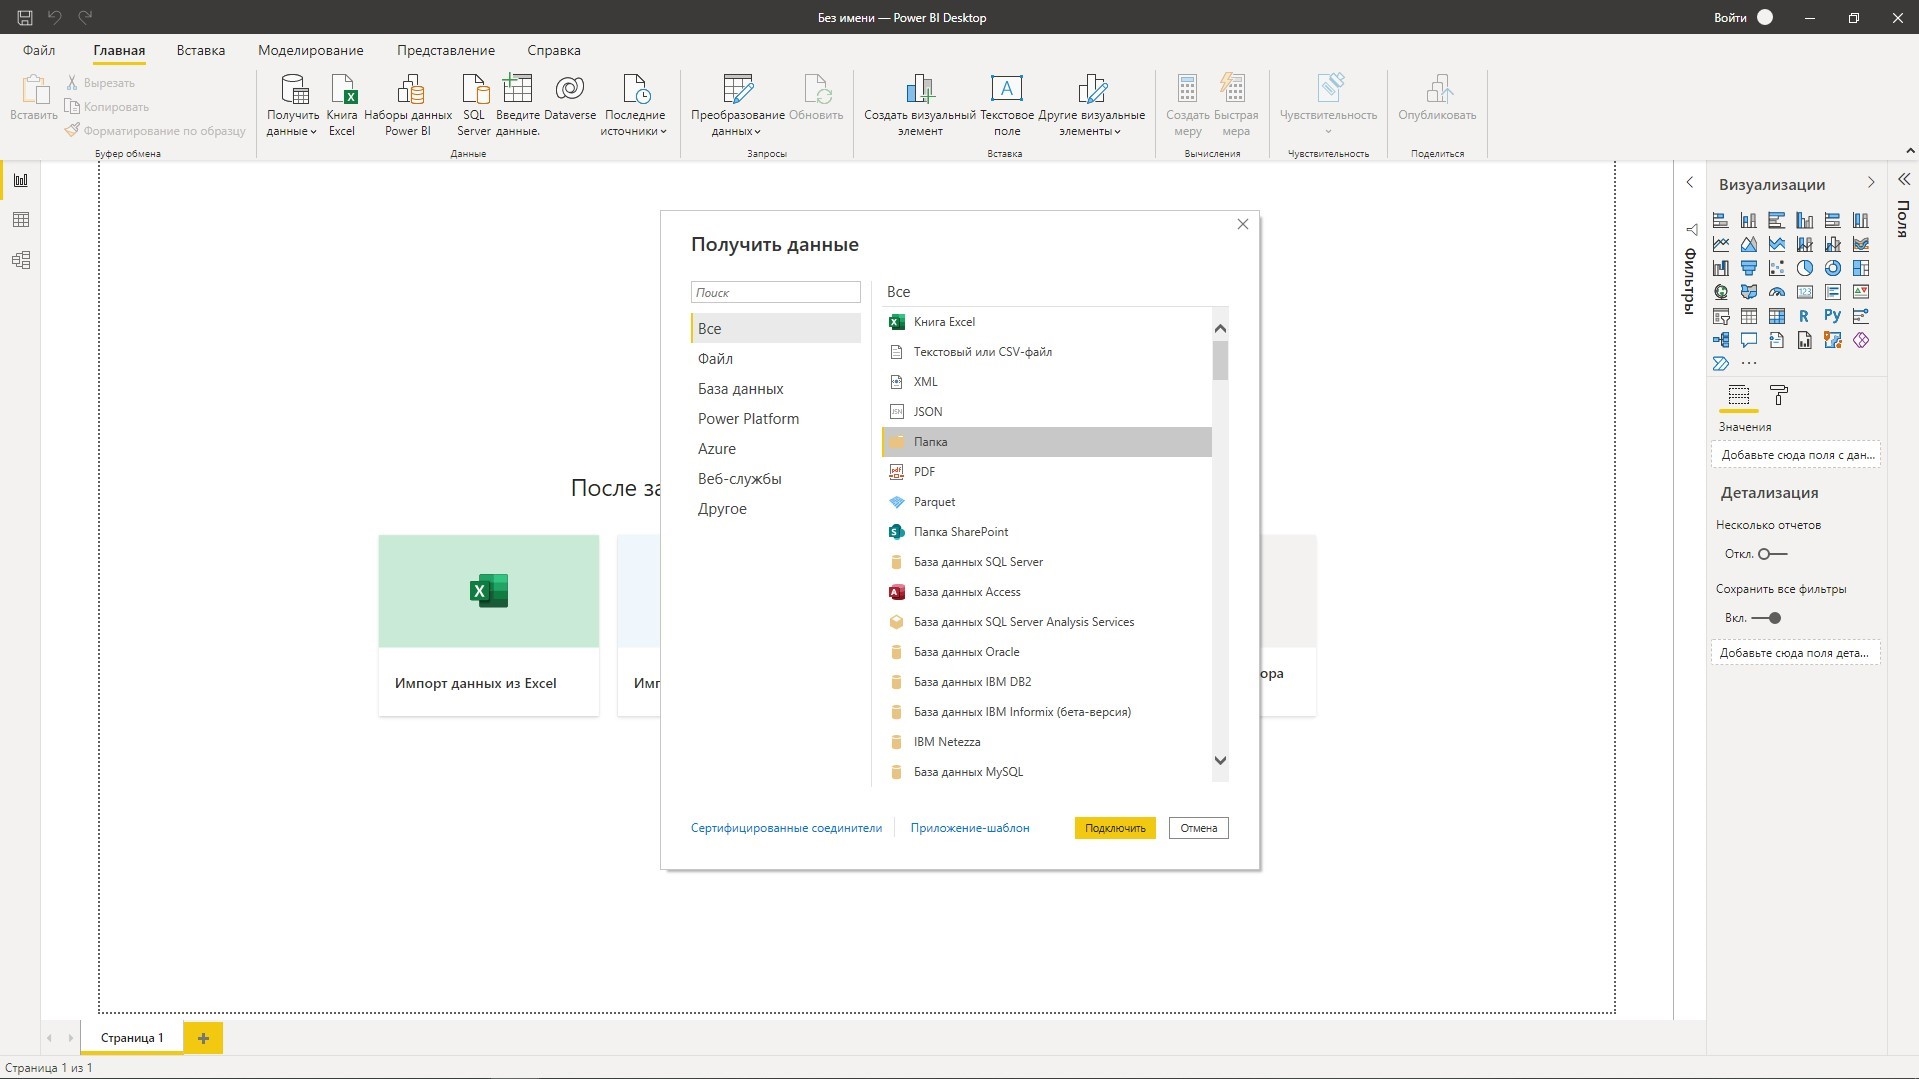 Без имени — Power BI Desktop
Войти
Файл
Главная
Вставка
Моделирование
Представление
Справка
Вставить
Вырезать
Копировать
Форматирование по образцу
Буфер обмена
Получить данные
Книга Excel
Наборы данных Power BI
SQL Server
Введите данные.
Dataverse
Последние источники
Данные
Преобразование данных
Обновить
Запросы
Создать визуальный элемент
Текстовое поле
Другие визуальные элементы
Вставка
Создать меру
Быстрая мера
Вычисления
Чувствительность
Чувствительность
Опубликовать
Поделиться
После за
Импорт данных из Excel
Имп
ора
Получить данные
Поиск
Все
Файл
База данных
Power Platform
Azure
Веб-службы
Другое
Все
Книга Excel
Текстовый или CSV-файл
XML
JSON
Папка
PDF
Parquet
Папка SharePoint
База данных SQL Server
База данных Access
База данных SQL Server Analysis Services
База данных Oracle
База данных IBM DB2
База данных IBM Informix (бета-версия)
IBM Netezza
База данных MySQL
Сертифицированные соединители
Приложение-шаблон
Подключить
Отмена
Фильтры
Визуализации
R
Py
Значения
Добавьте сюда поля с дан...
Детализация
Несколько отчетов
Откл.
Сохранить все фильтры
Вкл.
Добавьте сюда поля дета...
Поля
Страница 1
Страница 1 из 1